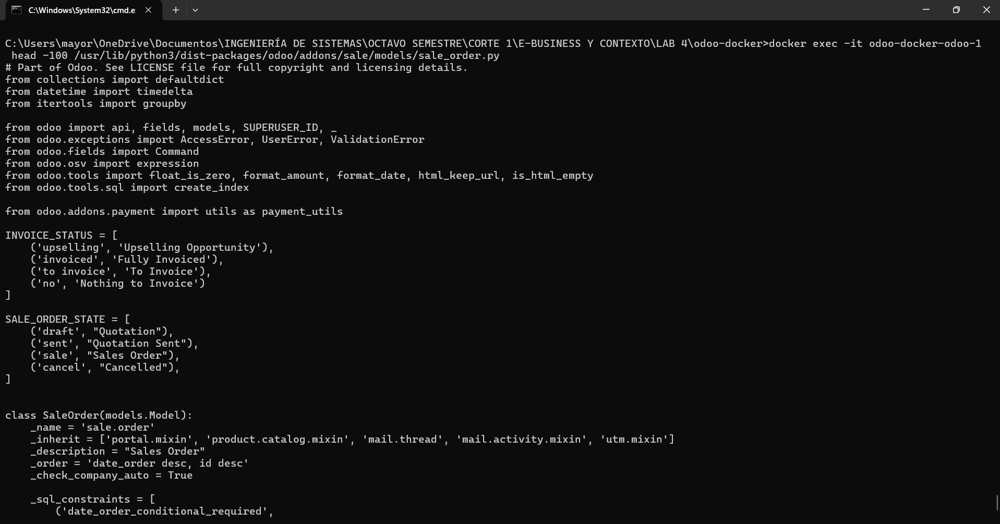 C:\Windows\System32\cmd.e
C:\Users\mayor\OneDrive\Documentos\INGENIERÍA DE SISTEMAS\OCTAVO SEMESTRE\CORTE 1\E-BUSINESS Y CONTEXTO\LAB 4\odoo-docker>docker exec -it odoo-docker-odoo-1
 head -100 /usr/lib/python3/dist-packages/odoo/addons/sale/models/sale_order.py
# Part of Odoo. See LICENSE file for full copyright and licensing details.
from collections import defaultdict
from datetime import timedelta
from itertools import groupby

from odoo import api, fields, models, SUPERUSER_ID, _
from odoo.exceptions import AccessError, UserError, ValidationError
from odoo.fields import Command
from odoo.osv import expression
from odoo.tools import float_is_zero, format_amount, format_date, html_keep_url, is_html_empty
from odoo.tools.sql import create_index

from odoo.addons.payment import utils as payment_utils

INVOICE_STATUS = [
    ('upselling', 'Upselling Opportunity'),
    ('invoiced', 'Fully Invoiced'),
    ('to invoice', 'To Invoice'),
    ('no', 'Nothing to Invoice')
]

SALE_ORDER_STATE = [
    ('draft', "Quotation"),
    ('sent', "Quotation Sent"),
    ('sale', "Sales Order"),
    ('cancel', "Cancelled"),
]


class SaleOrder(models.Model):
    _name = 'sale.order'
    _inherit = ['portal.mixin', 'product.catalog.mixin', 'mail.thread', 'mail.activity.mixin', 'utm.mixin']
    _description = "Sales Order"
    _order = 'date_order desc, id desc'
    _check_company_auto = True

    _sql_constraints = [
        ('date_order_conditional_required',